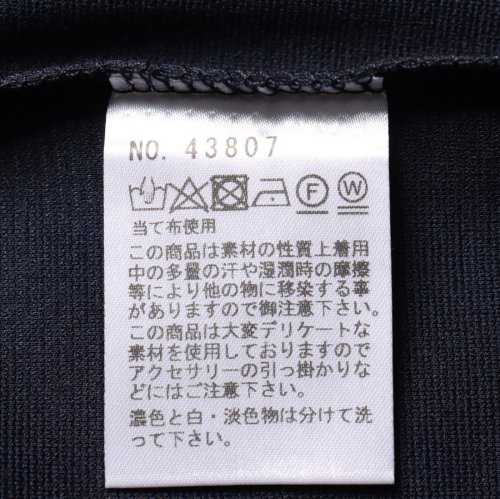 NO. 43807
F W
当て布使用
この商品は素材の性質上着用
中の多量の汗や湿潤時の摩擦
等により他の物に移染する事
がありますので御注意下さい。
この商品は大変デリケートな
素材を使用しておりますので
アクセサリーの引っ掛かりな
どにはご注意下さい。
濃色と白・淡色物は分けて洗
って下さい。